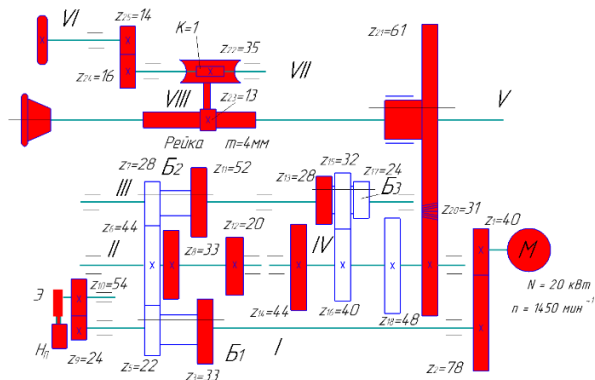 VI
z₂₅=14
К=1
z₂₂=35
z₂₁=61
z₂₄=16
VII
VIII
z₂₃=13
V
Рейка m=4мм
z₇=28
Б2
z₁₁=52
z₁₅=32
z₁₃=28
z₁₇=24
III
Б3
z₆=44
z₁₂=20
z₂₀=31
z₁=40
II
IV
z₈=33
М
z₁₀=54
N = 20 кВт
Э
n = 1450 мин⁻¹
z₁₄=44
z₁₆=40
z₁₈=48
Нп
Б1
I
z₉=24
z₅=22
z₃=33
z₂=78